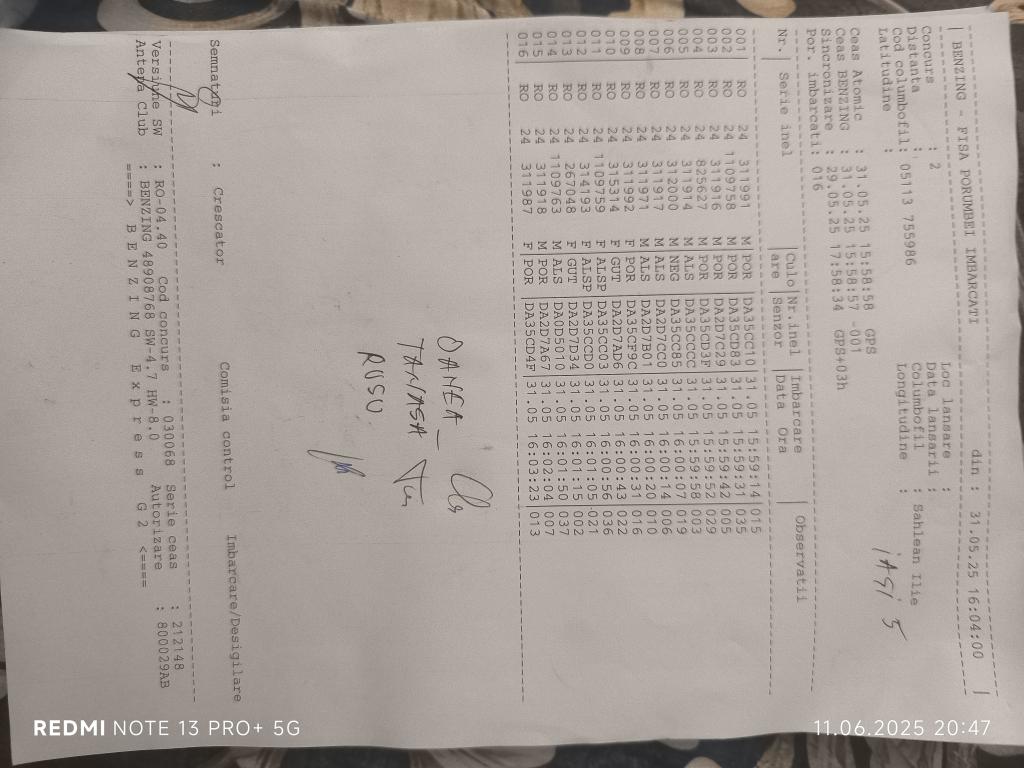 | BENZING - FISA PORUMBEI IMBARCATI din : 31.05.25 16:04:00 |
Concurs : 2 Loc lansare :
Distanta : Data lansarii :
Cod columbofil: 05113 755986 Columbofil : Sahlean Ilie
Latitudine : Longitudine :
IASI 5
Ceas Atomic : 31.05.25 15:58:58 GPS
Ceas BENZING : 31.05.25 15:58:57 -001
Sincronizare : 29.05.25 17:58:34 GPS+03h
Por. imbarcati: 016
Nr.| Serie inel |Culo|Nr.inel |Imbarcare | Observatii
|are |Senzor |Data Ora |
001 RO 24 311991 M POR DA35CC10 31.05 15:59:14 015
002 RO 24 1109758 M POR DA35CD83 31.05 15:59:31 035
003 RO 24 311916 M POR DA2D7C29 31.05 15:59:42 005
004 RO 24 825627 M POR DA35CD3F 31.05 15:59:52 029
005 RO 24 311914 M ALS DA35CCCC 31.05 15:59:58 003
006 RO 24 312000 M NEG DA35CC85 31.05 16:00:07 019
007 RO 24 311917 M ALS DA2D7CC0 31.05 16:00:14 006
008 RO 24 311971 M ALS DA2D7B01 31.05 16:00:20 010
009 RO 24 311992 F POR DA35CF9C 31.05 16:00:31 016
010 RO 24 315514 F GUT DA2D7AD6 31.05 16:00:43 022
011 RO 24 1109759 F ALSP DA35CC03 31.05 16:00:56 036
012 RO 24 314193 F ALSP DA35CCD0 31.05 16:01:05 021
013 RO 24 267048 F GUT DA2D7D34 31.05 16:01:15 002
014 RO 24 1109763 M ALS DA0D5010 31.05 16:01:50 037
015 RO 24 311918 M POR DA2D7A67 31.05 16:02:04 007
016 RO 24 311987 F POR DA35CD4F 31.05 16:03:23 013
OANEA
TANASA
RUSU
Semnaturi : Crescator Comisia control Imbarcare/Desigilare
Versiune SW : RO-04.40 Cod concurs : 030068 Serie ceas : 212148
Antena Club : BENZING 48908768 SW-4.7 HW-8.0 Autorizare : 800029AB
====> B E N Z I N G E x p r e s s G 2 <====
REDMI NOTE 13 PRO+ 5G
11.06.2025 20:47